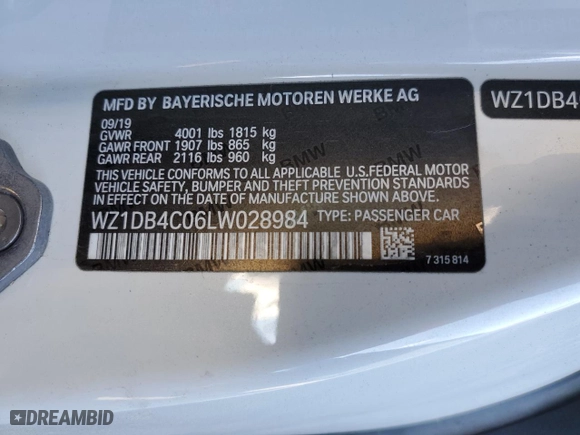 MFD BY BAYERISCHE MOTOREN WERKE AG
09/19
GVWR 4001 lbs 1815 kg
GAWR FRONT 1907 lbs 865 kg
GAWR REAR 2116 lbs 960 kg
THIS VEHICLE CONFORMS TO ALL APPLICABLE U.S.FEDERAL MOTOR
VEHICLE SAFETY, BUMPER AND THEFT PREVENTION STANDARDS IN
EFFECT ON THE DATE OF MANUFACTURE SHOWN ABOVE.
WZ1DB4C06LW028984 TYPE: PASSENGER CAR
7 315 814
WZ1DB4
DREAMBID